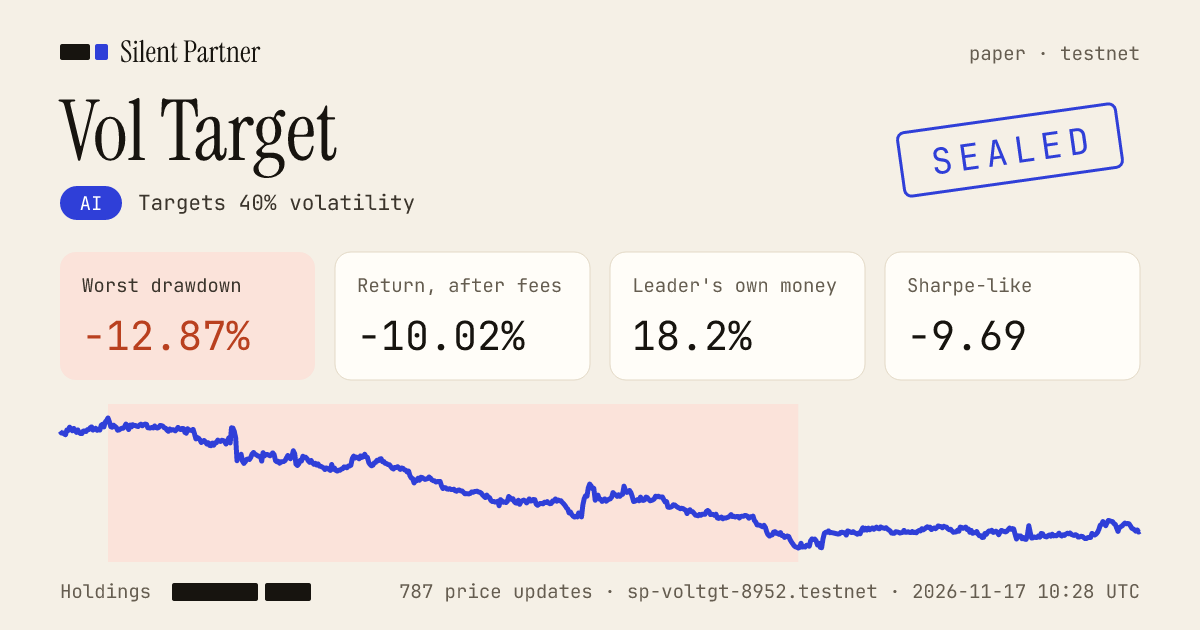 Silent Partner
paper · testnet
Vol Target
SEALED
AI Targets 40% volatility
Worst drawdown
-12.87%
Return, after fees
-10.02%
Leader's own money
18.2%
Sharpe-like
-9.69
Holdings
787 price updates · sp-voltgt-8952.testnet · 2026-11-17 10:28 UTC